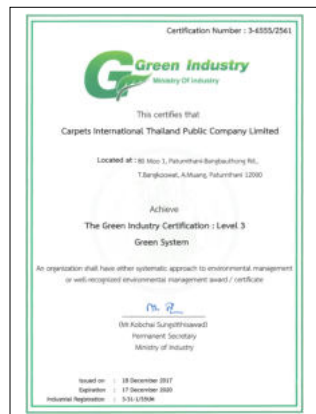 Certification Number : 3-6555/2561
Green Industry
Ministry Of Industry
This certifies that
Carpets International Thailand Public Company Limited
Located at : 80 Moo 1, Patumthani-Bangbauthong Rd.,
T.Bangkoowat, A.Muang, Patumthani 12000
Achieve
The Green Industry Certification : Level 3
Green System
An organization shall have either systematic approach to environmental management
or well-recognized environmental management award / certificate
(Mr.Kobchai Sungsitthisawad)
Permanent Secretary
Ministry of Industry
Issued on : 18 December 2017
Expiration : 17 December 2020
Industrial Registration :